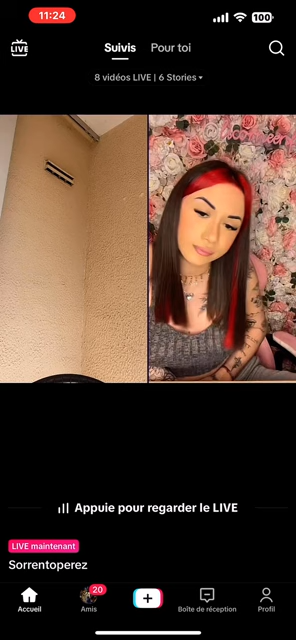 11:24
100
LIVE
Suivis Pour toi
8 vidéos LIVE | 6 Stories
Appuie pour regarder le LIVE
LIVE maintenant
Sorrentoperez
20
Accueil
Amis
Boîte de réception
Profil